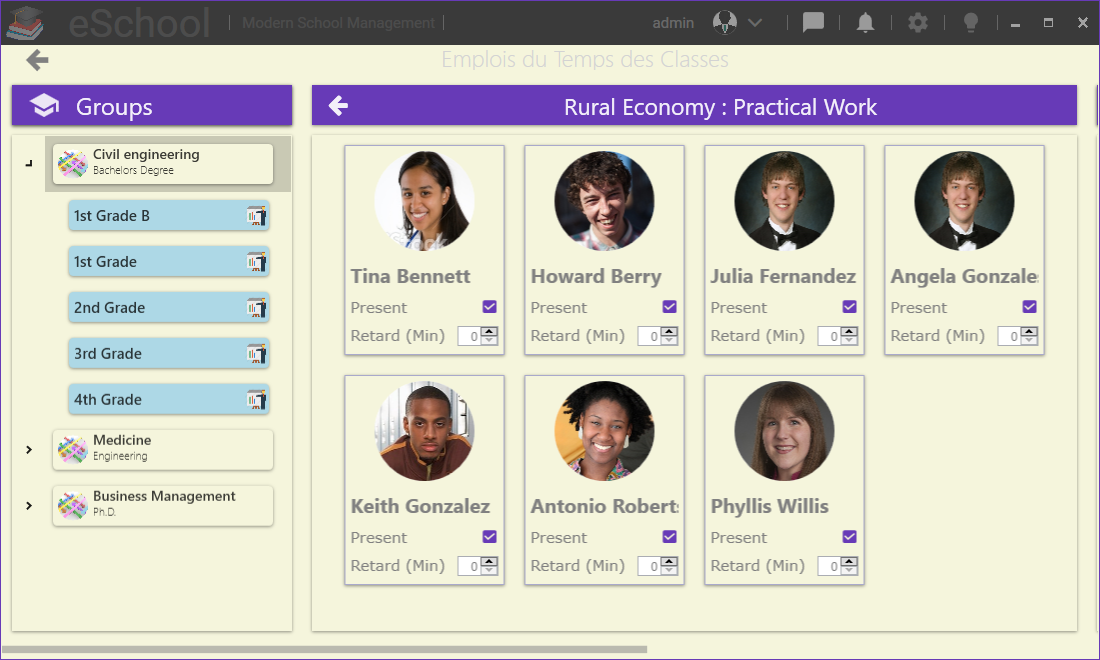 eSchool
Modern School Management
admin
Emplois du Temps des Classes
Groups
Rural Economy : Practical Work
Civil engineering
Bachelors Degree
1st Grade B
1st Grade
2nd Grade
3rd Grade
4th Grade
Medicine
Engineering
Business Management
Ph.D.
Tina Bennett
Present
Retard (Min) 0
Howard Berry
Present
Retard (Min) 0
Julia Fernandez
Present
Retard (Min) 0
Angela Gonzale
Present
Retard (Min) 0
Keith Gonzalez
Present
Retard (Min) 0
Antonio Roberts
Present
Retard (Min) 0
Phyllis Willis
Present
Retard (Min) 0